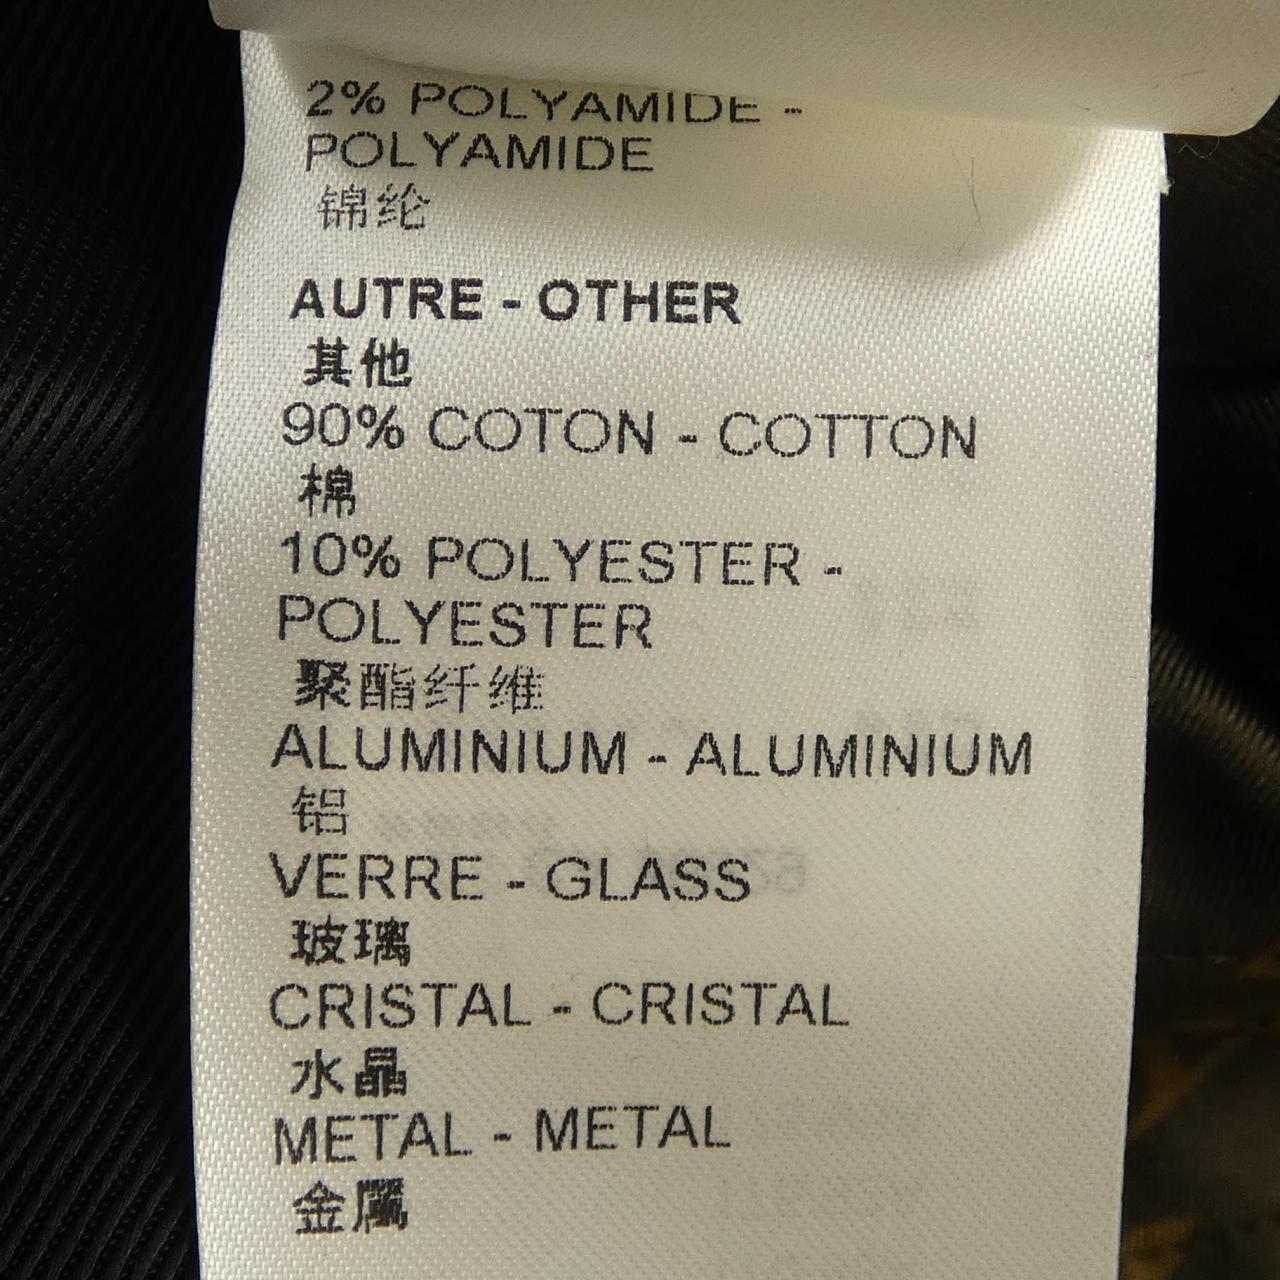 2% POLYAMIDE -
POLYAMIDE
锦纶
AUTRE - OTHER
其他
90% COTON - COTTON
棉
10% POLYESTER -
POLYESTER
聚酯纤维
ALUMINIUM - ALUMINIUM
铝
VERRE - GLASS
玻璃
CRISTAL - CRISTAL
水晶
METAL - METAL
金属